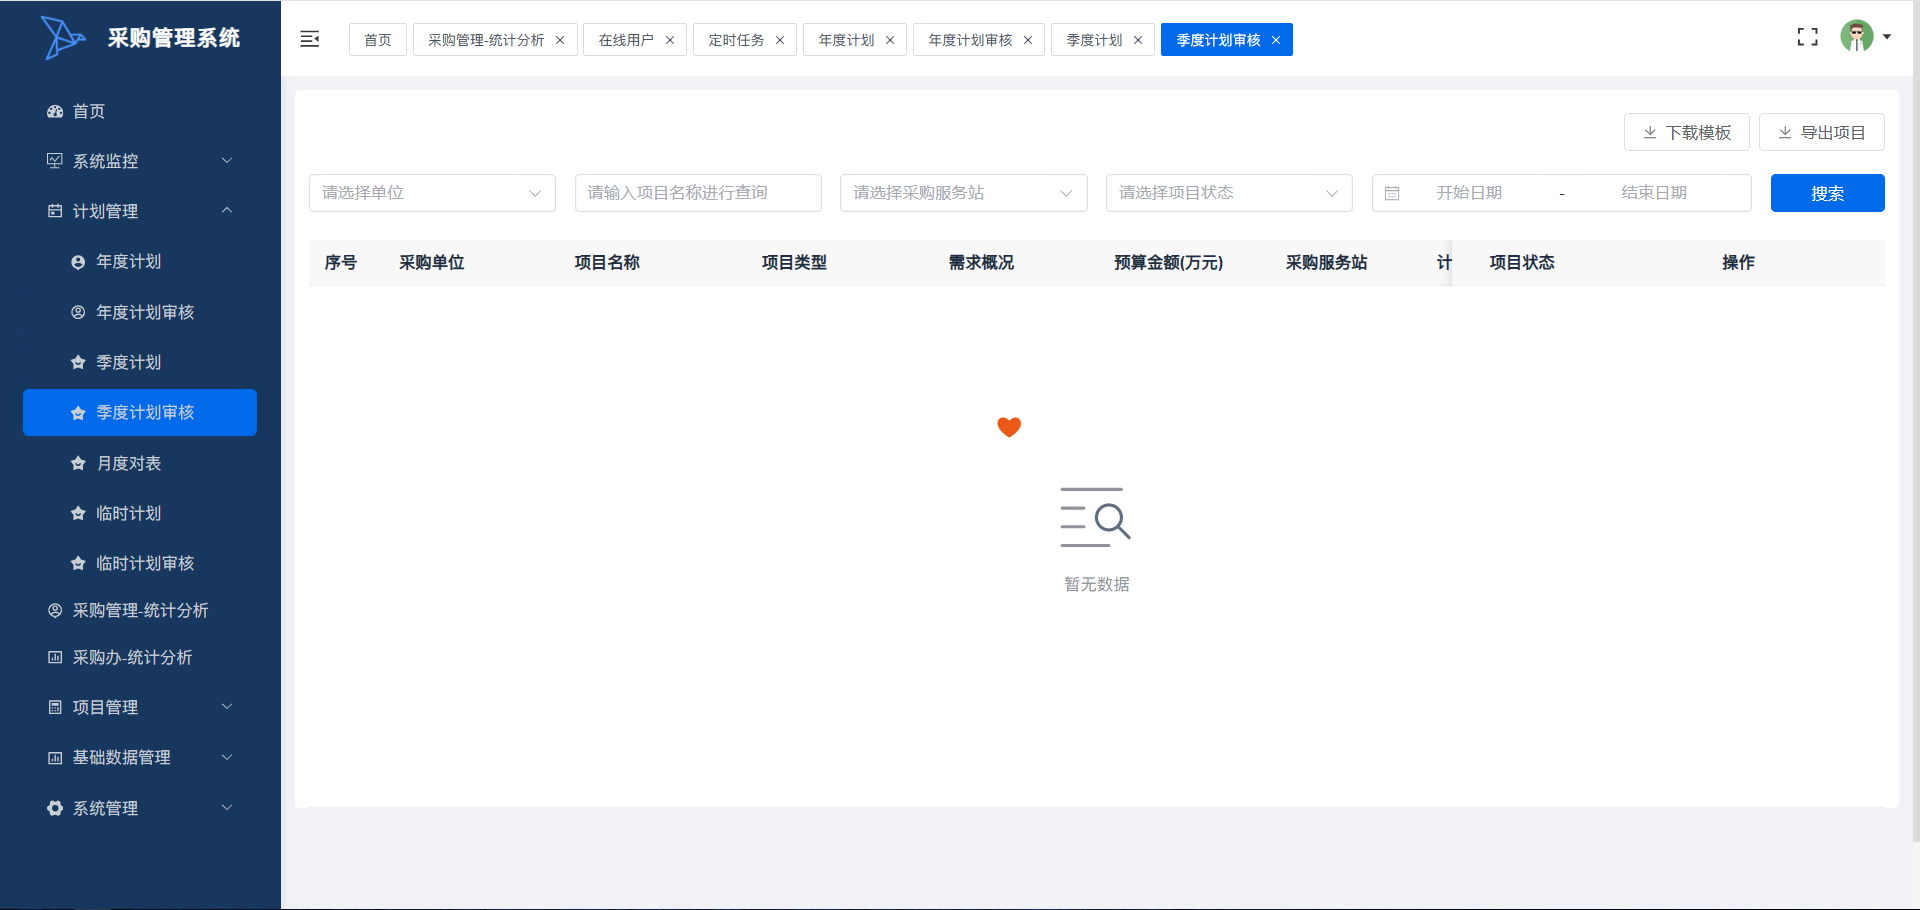 采购管理系统
首页
采购管理-统计分析
在线用户
定时任务
年度计划
年度计划审核
季度计划
季度计划审核
首页
系统监控
计划管理
年度计划
年度计划审核
季度计划
季度计划审核
月度对表
临时计划
临时计划审核
采购管理-统计分析
采购办-统计分析
项目管理
基础数据管理
系统管理
下载模板
导出项目
请选择单位
请输入项目名称进行查询
请选择采购服务站
请选择项目状态
开始日期 - 结束日期
搜索
序号 采购单位 项目名称 项目类型 需求概况 预算金额(万元) 采购服务站 计 项目状态 操作
暂无数据